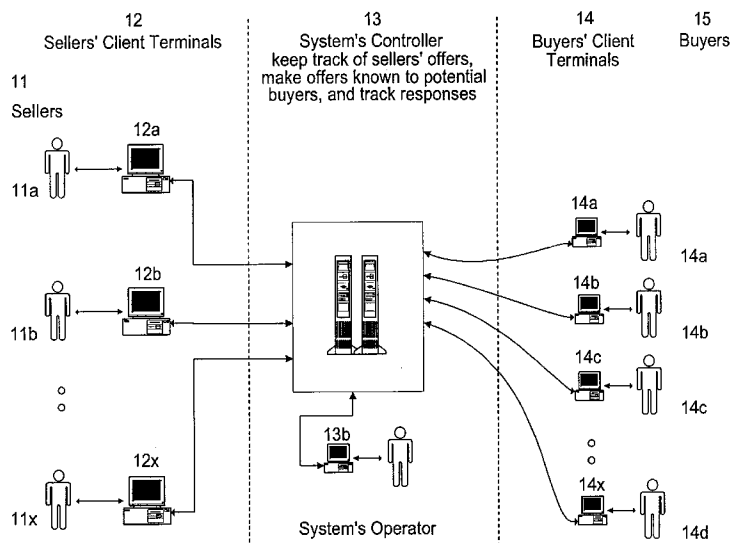 12
Sellers' Client Terminals
13
System's Controller
keep track of sellers' offers,
make offers known to potential
buyers, and track responses
14
Buyers' Client
Terminals
15
Buyers
11
Sellers
12a
11a
12b
11b
12x
11x
13b
System's Operator
14a
14a
14b
14b
14c
14c
14x
14d